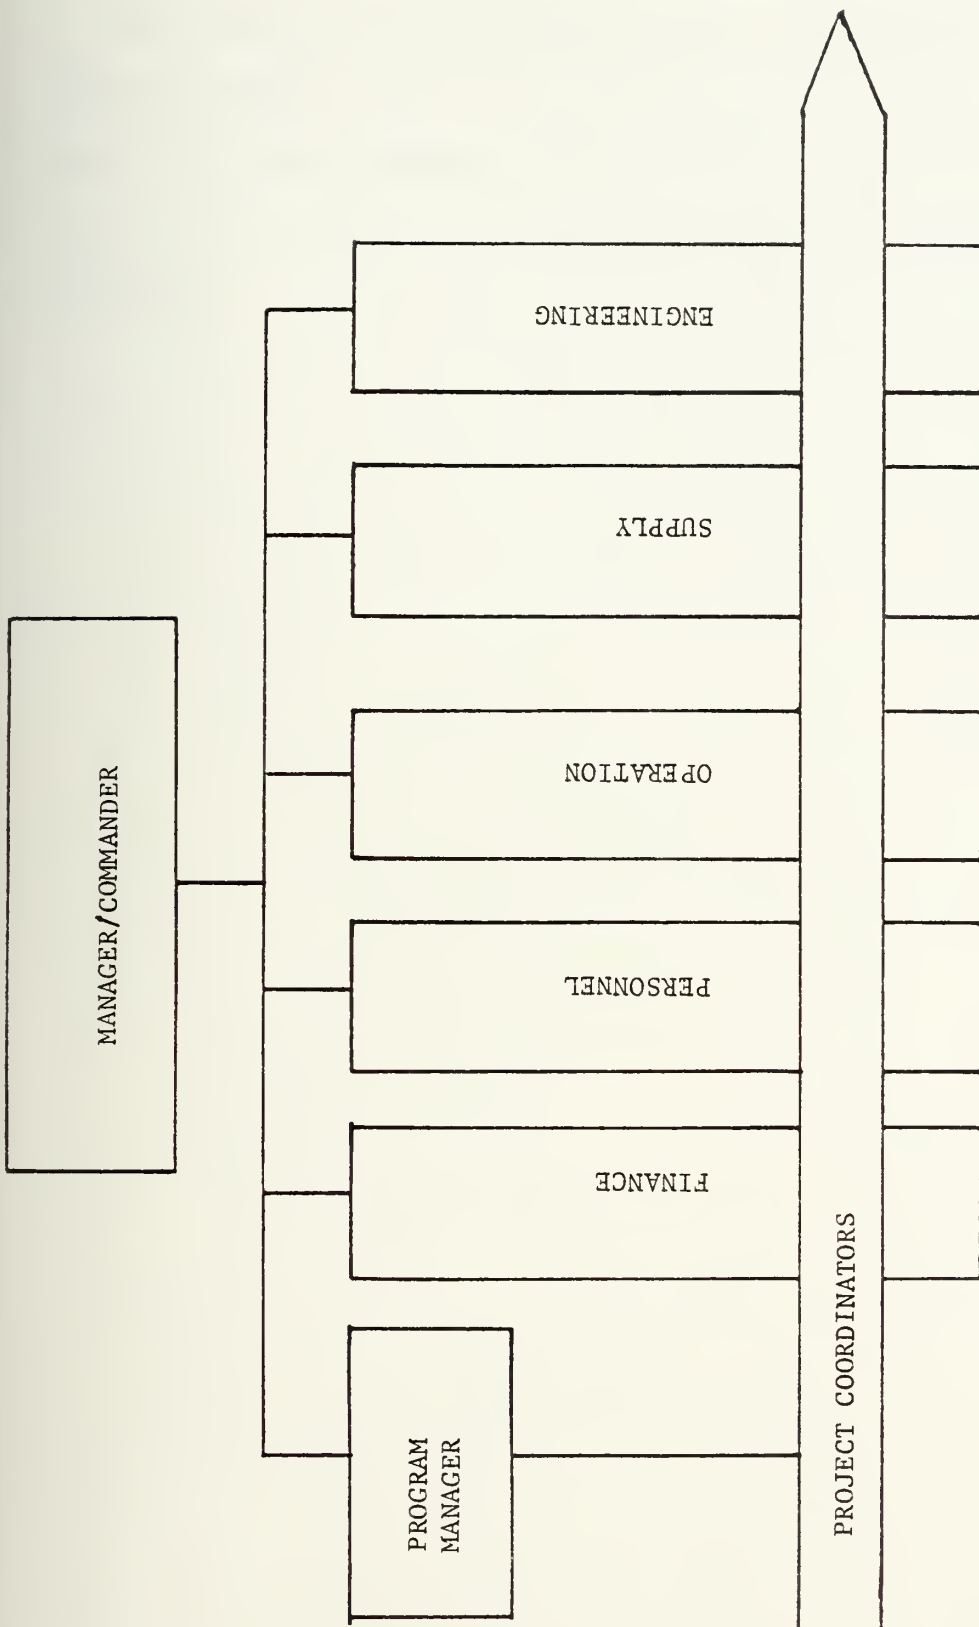 MANAGER/COMMANDER
PROGRAM
MANAGER
FINANCE
PERSONNEL
OPERATION
SUPPLY
ENGINEERING
PROJECT COORDINATORS